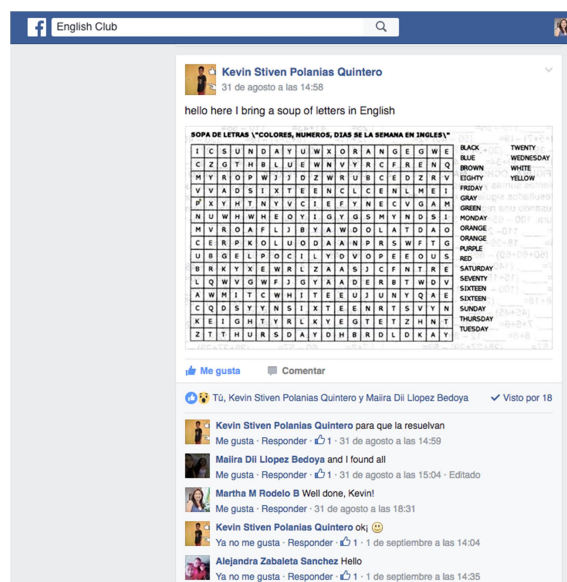 English Club
Kevin Stiven Polanias Quintero
31 de agosto a las 14:58
hello here I bring a soup of letters in English
SOPA DE LETRAS \"COLORES, NUMEROS, DIAS SE LA SEMANA EN INGLES\"
I C S U N D A Y U W X O R A N G E G W E
C Z G T H B L U E W N V Y R C F R E N Q
M Y R O P W J J D Z W R U B C E D Z R V
V V A D S I X T E E N C L C E N L M E I
X Y H T N Y V C I E F Y N E C V G A M
N U W H W H E O Y I G Y G S M Y N D S I
M V R O A F L J B Y A W D O L A T D A O
C E R P K O L U O D A A N P R S W F T G
U B G E L P O C I L Y D V O P E E O U S
B R K Y X E W R L Z A A S J C F N T R E
L Q W V G W F J G Y A A D E R B T W D V
A W M I T C W H I T E E U J U N Y Q A E
C Q D S Y Y N S I X T E E N R T S V Y N
K E I G H T Y R L K Y E G T E T Z H N T
Z T T H U R S D A Y D H B R D L D K A Y
BLACK
BLUE
BROWN
EIGHTY
FRIDAY
GRAY
GREEN
MONDAY
ORANGE
ORANGE
PURPLE
RED
SATURDAY
SEVENTY
SIXTEEN
SIXTEEN
SUNDAY
THURSDAY
TUESDAY
TWENTY
WEDNESDAY
WHITE
YELLOW
Me gusta Comentar
Tú, Kevin Stiven Polanias Quintero y Maiira Dii Llopez Bedoya Visto por 18
Kevin Stiven Polanias Quintero para que la resuelvan
Me gusta · Responder · 1 · 31 de agosto a las 14:59
Maiira Dii Llopez Bedoya and I found all
Me gusta · Responder · 1 · 31 de agosto a las 15:04 · Editado
Martha M Rodelo B Well done, Kevin!
Me gusta · Responder · 31 de agosto a las 18:31
Kevin Stiven Polanias Quintero ok¡
Ya no me gusta · Responder · 1 · 1 de septiembre a las 14:04
Alejandra Zabaleta Sanchez Hello
Ya no me gusta · Responder · 1 · 1 de septiembre a las 14:35